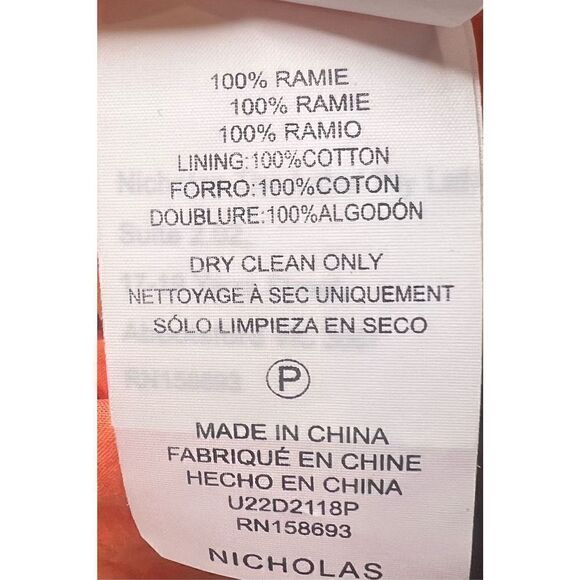 100% RAMIE
100% RAMIE
100% RAMIO
LINING:100%COTTON
FORRO:100%COTON
DOUBLURE:100%ALGODÓN
DRY CLEAN ONLY
NETTOYAGE À SEC UNIQUEMENT
SÓLO LIMPIEZA EN SECO
P
MADE IN CHINA
FABRIQUÉ EN CHINE
HECHO EN CHINA
U22D2118P
RN158693
NICHOLAS